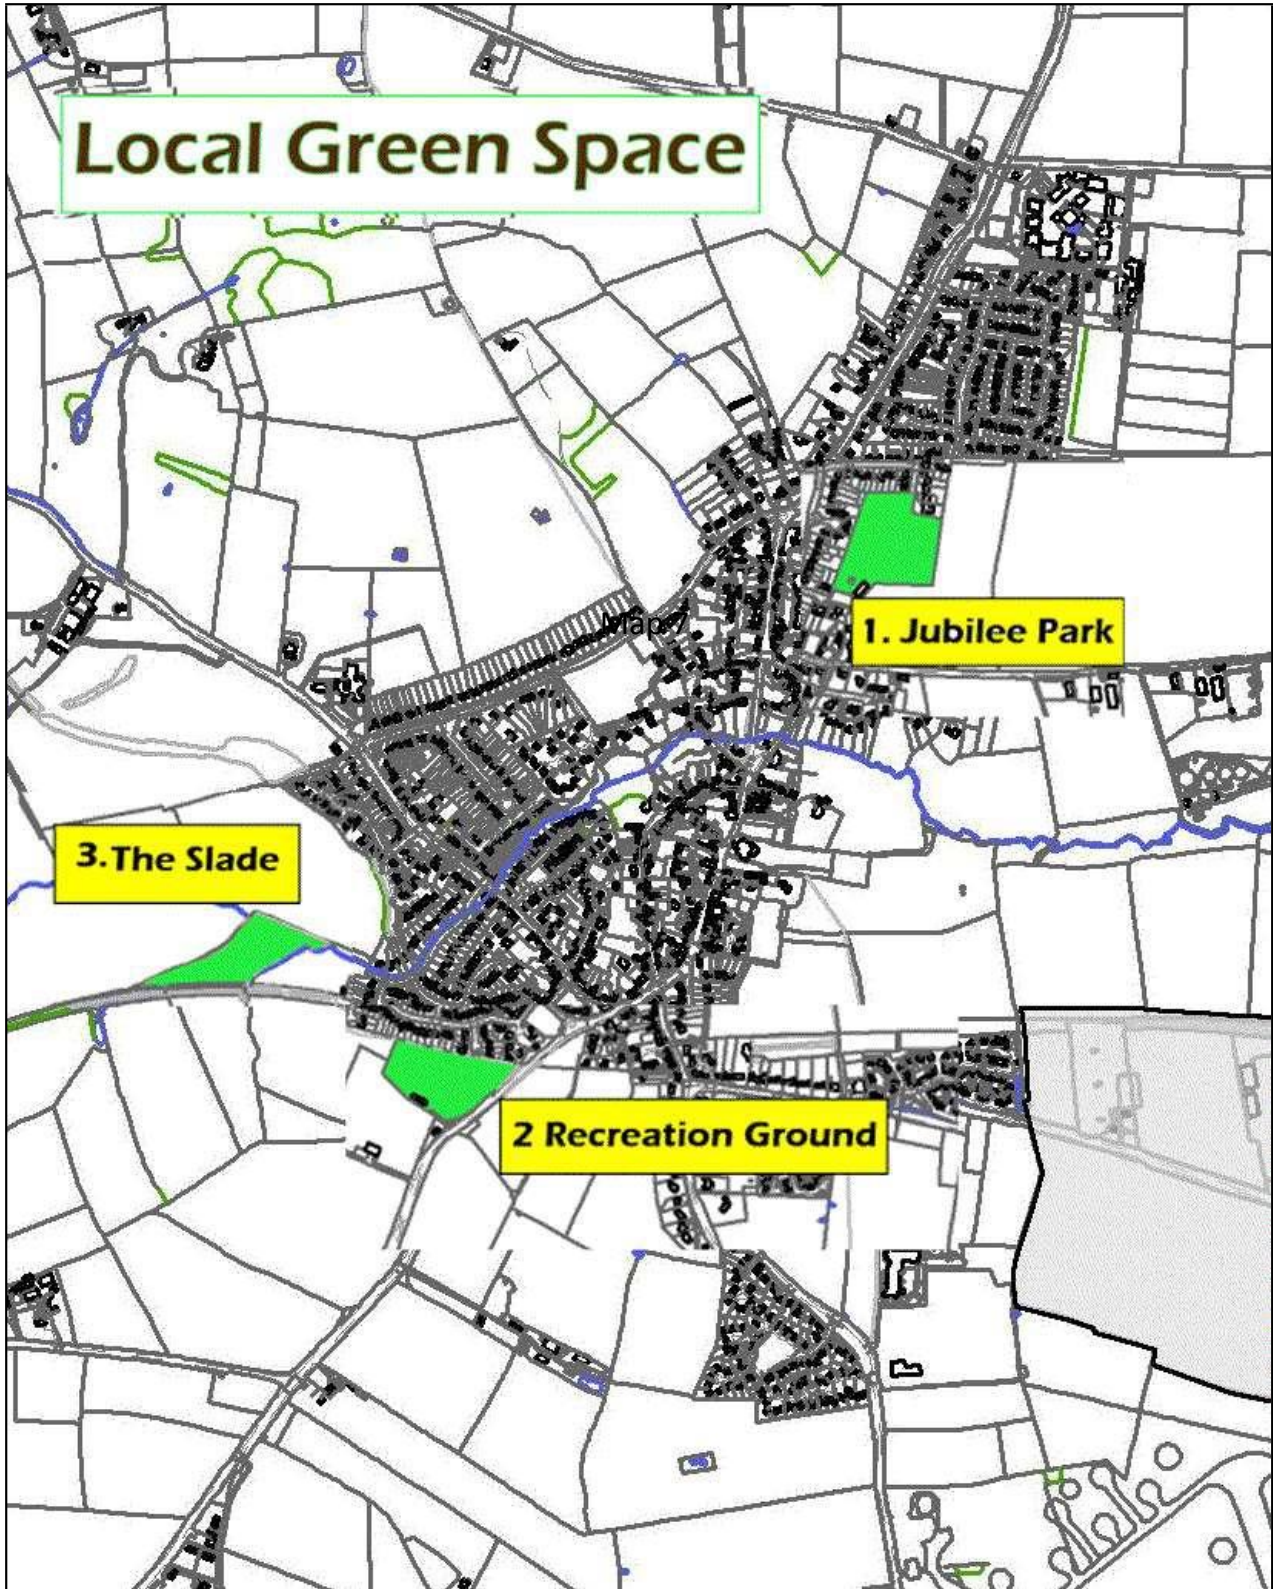 Local Green Space
Map 7
1. Jubilee Park
3. The Slade
2 Recreation Ground